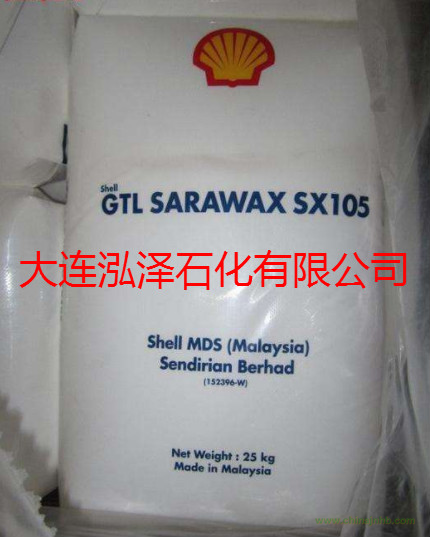 Shell
GTL SARAWAX SX105
大连泓泽石化有限公司
Shell MDS (Malaysia)
Sendirian Berhad
(152396-W)
Net Weight : 25 kg
Made in Malaysia